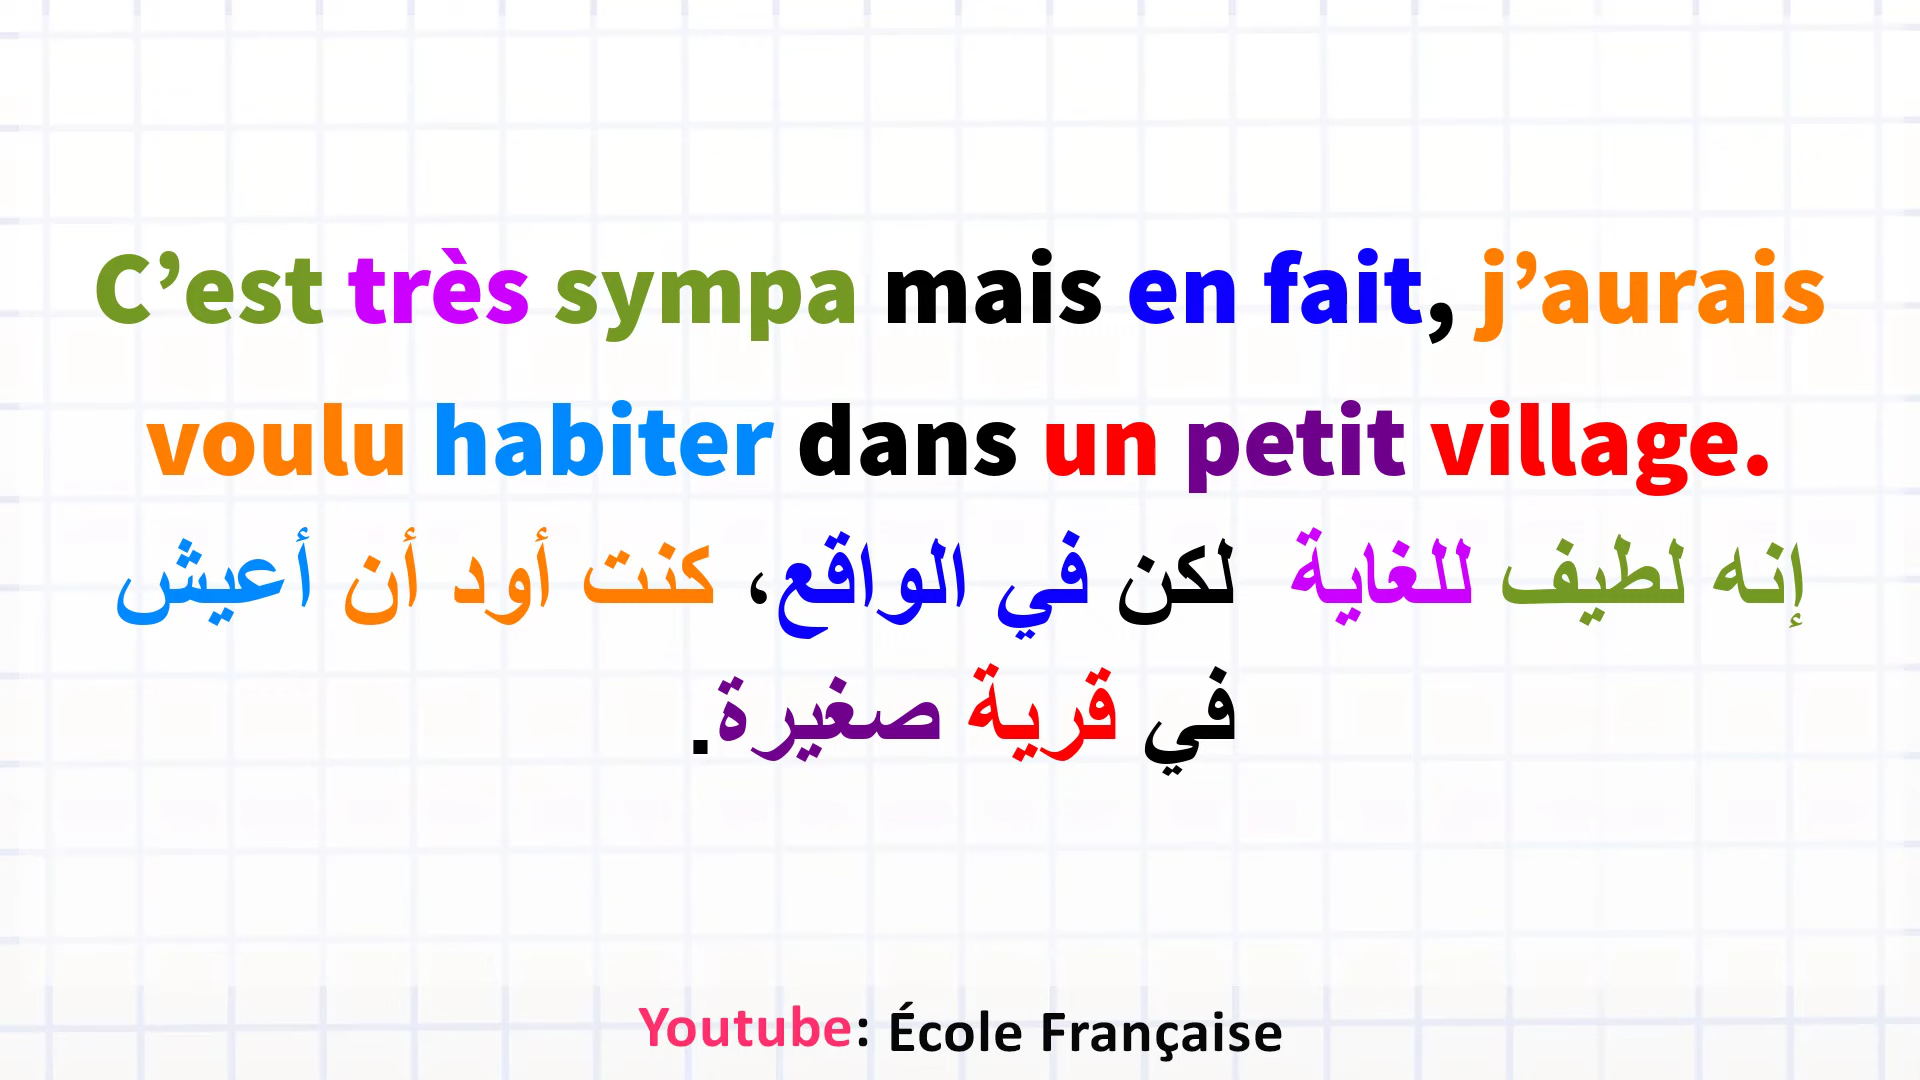 C’est très sympa mais en fait, j’aurais
voulu habiter dans un petit village.
إنه لطيف للغاية لكن في الواقع، كنت أود أن أعيش
في قرية صغيرة.
Youtube: École Française